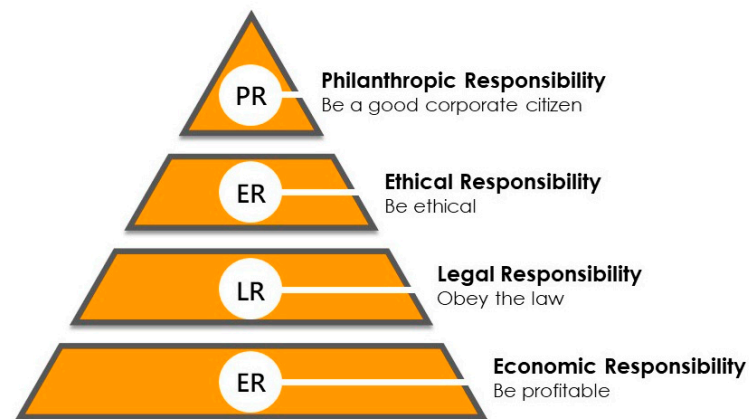 PR
Philanthropic Responsibility
Be a good corporate citizen
ER
Ethical Responsibility
Be ethical
LR
Legal Responsibility
Obey the law
ER
Economic Responsibility
Be profitable